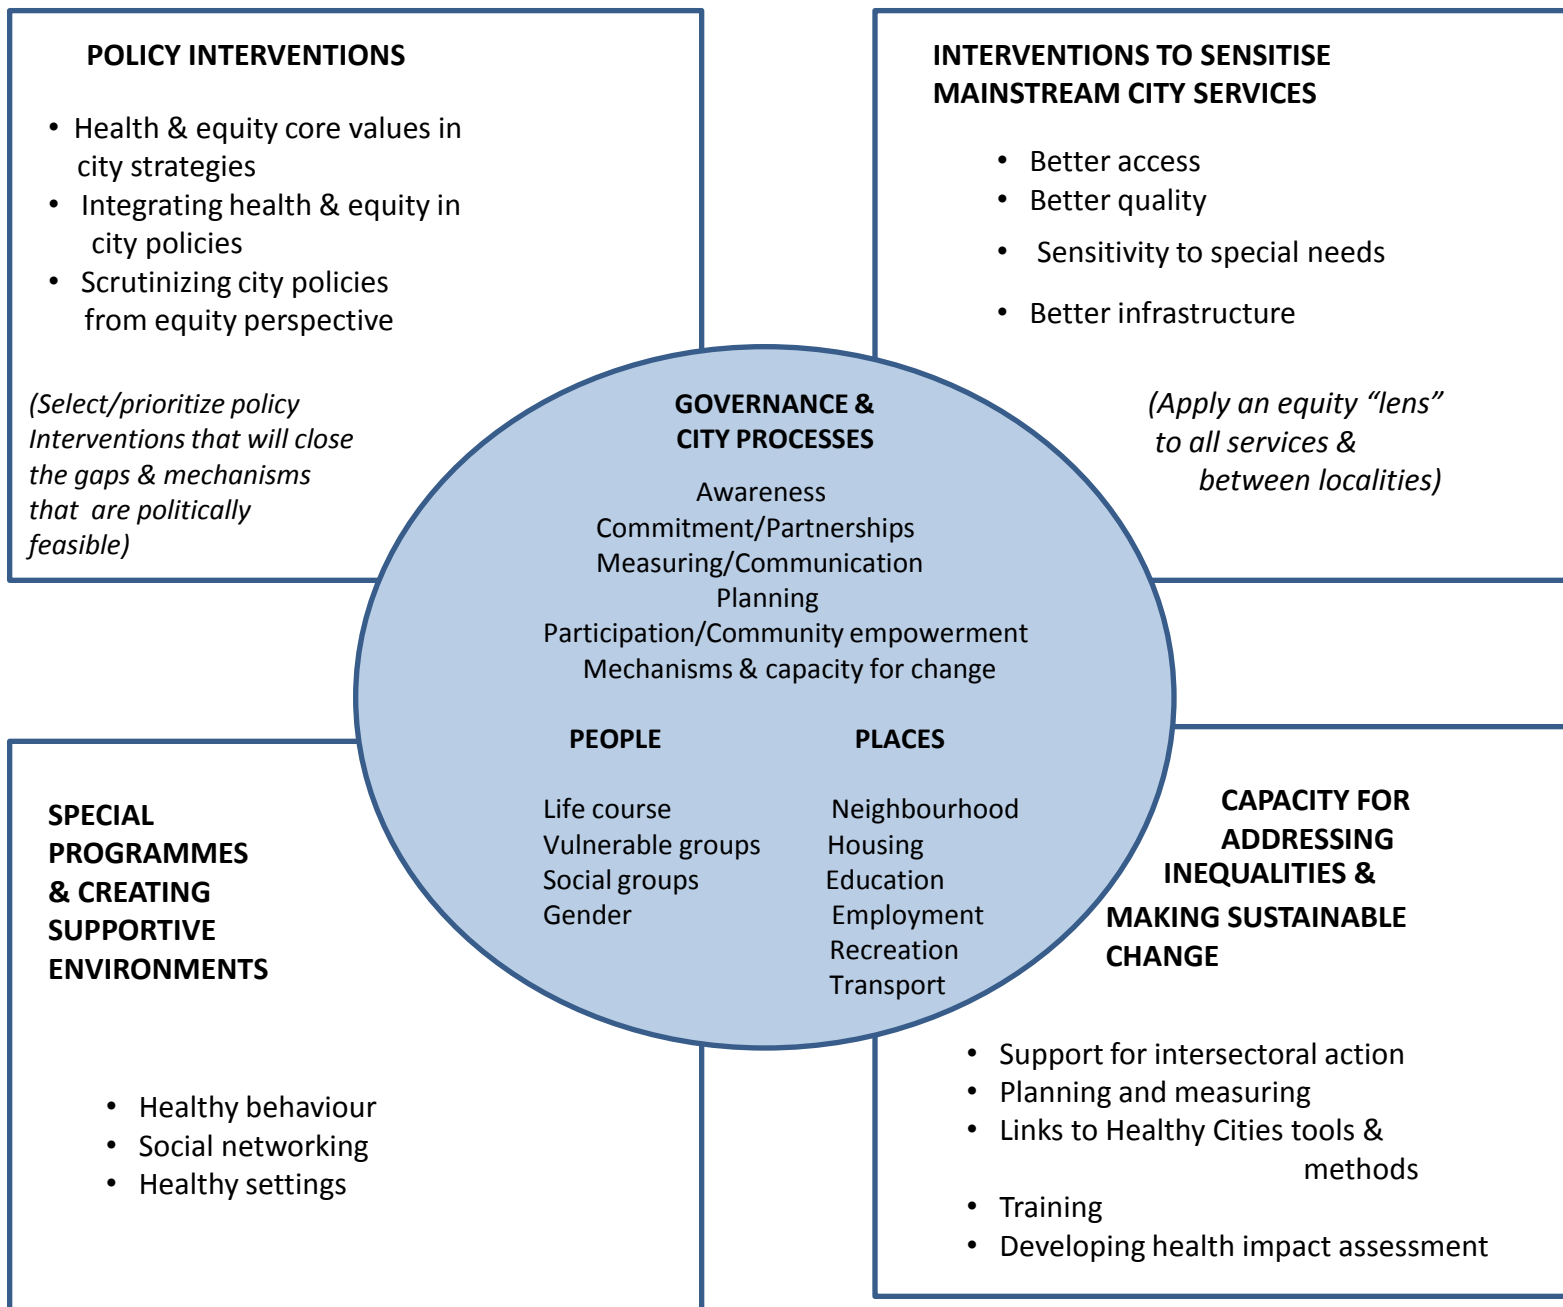 POLICY INTERVENTIONS
• Health & equity core values in
city strategies
• Integrating health & equity in
city policies
• Scrutinizing city policies
from equity perspective
(Select/prioritize policy
Interventions that will close
the gaps & mechanisms
that are politically
feasible)
INTERVENTIONS TO SENSITISE
MAINSTREAM CITY SERVICES
• Better access
• Better quality
• Sensitivity to special needs
• Better infrastructure
(Apply an equity “lens”
to all services &
between localities)
GOVERNANCE &
CITY PROCESSES
Awareness
Commitment/Partnerships
Measuring/Communication
Planning
Participation/Community empowerment
Mechanisms & capacity for change
PEOPLE
Life course
Vulnerable groups
Social groups
Gender
PLACES
Neighbourhood
Housing
Education
Employment
Recreation
Transport
SPECIAL
PROGRAMMES
& CREATING
SUPPORTIVE
ENVIRONMENTS
• Healthy behaviour
• Social networking
• Healthy settings
CAPACITY FOR
ADDRESSING
INEQUALITIES &
MAKING SUSTAINABLE
CHANGE
• Support for intersectoral action
• Planning and measuring
• Links to Healthy Cities tools &
methods
• Training
• Developing health impact assessment